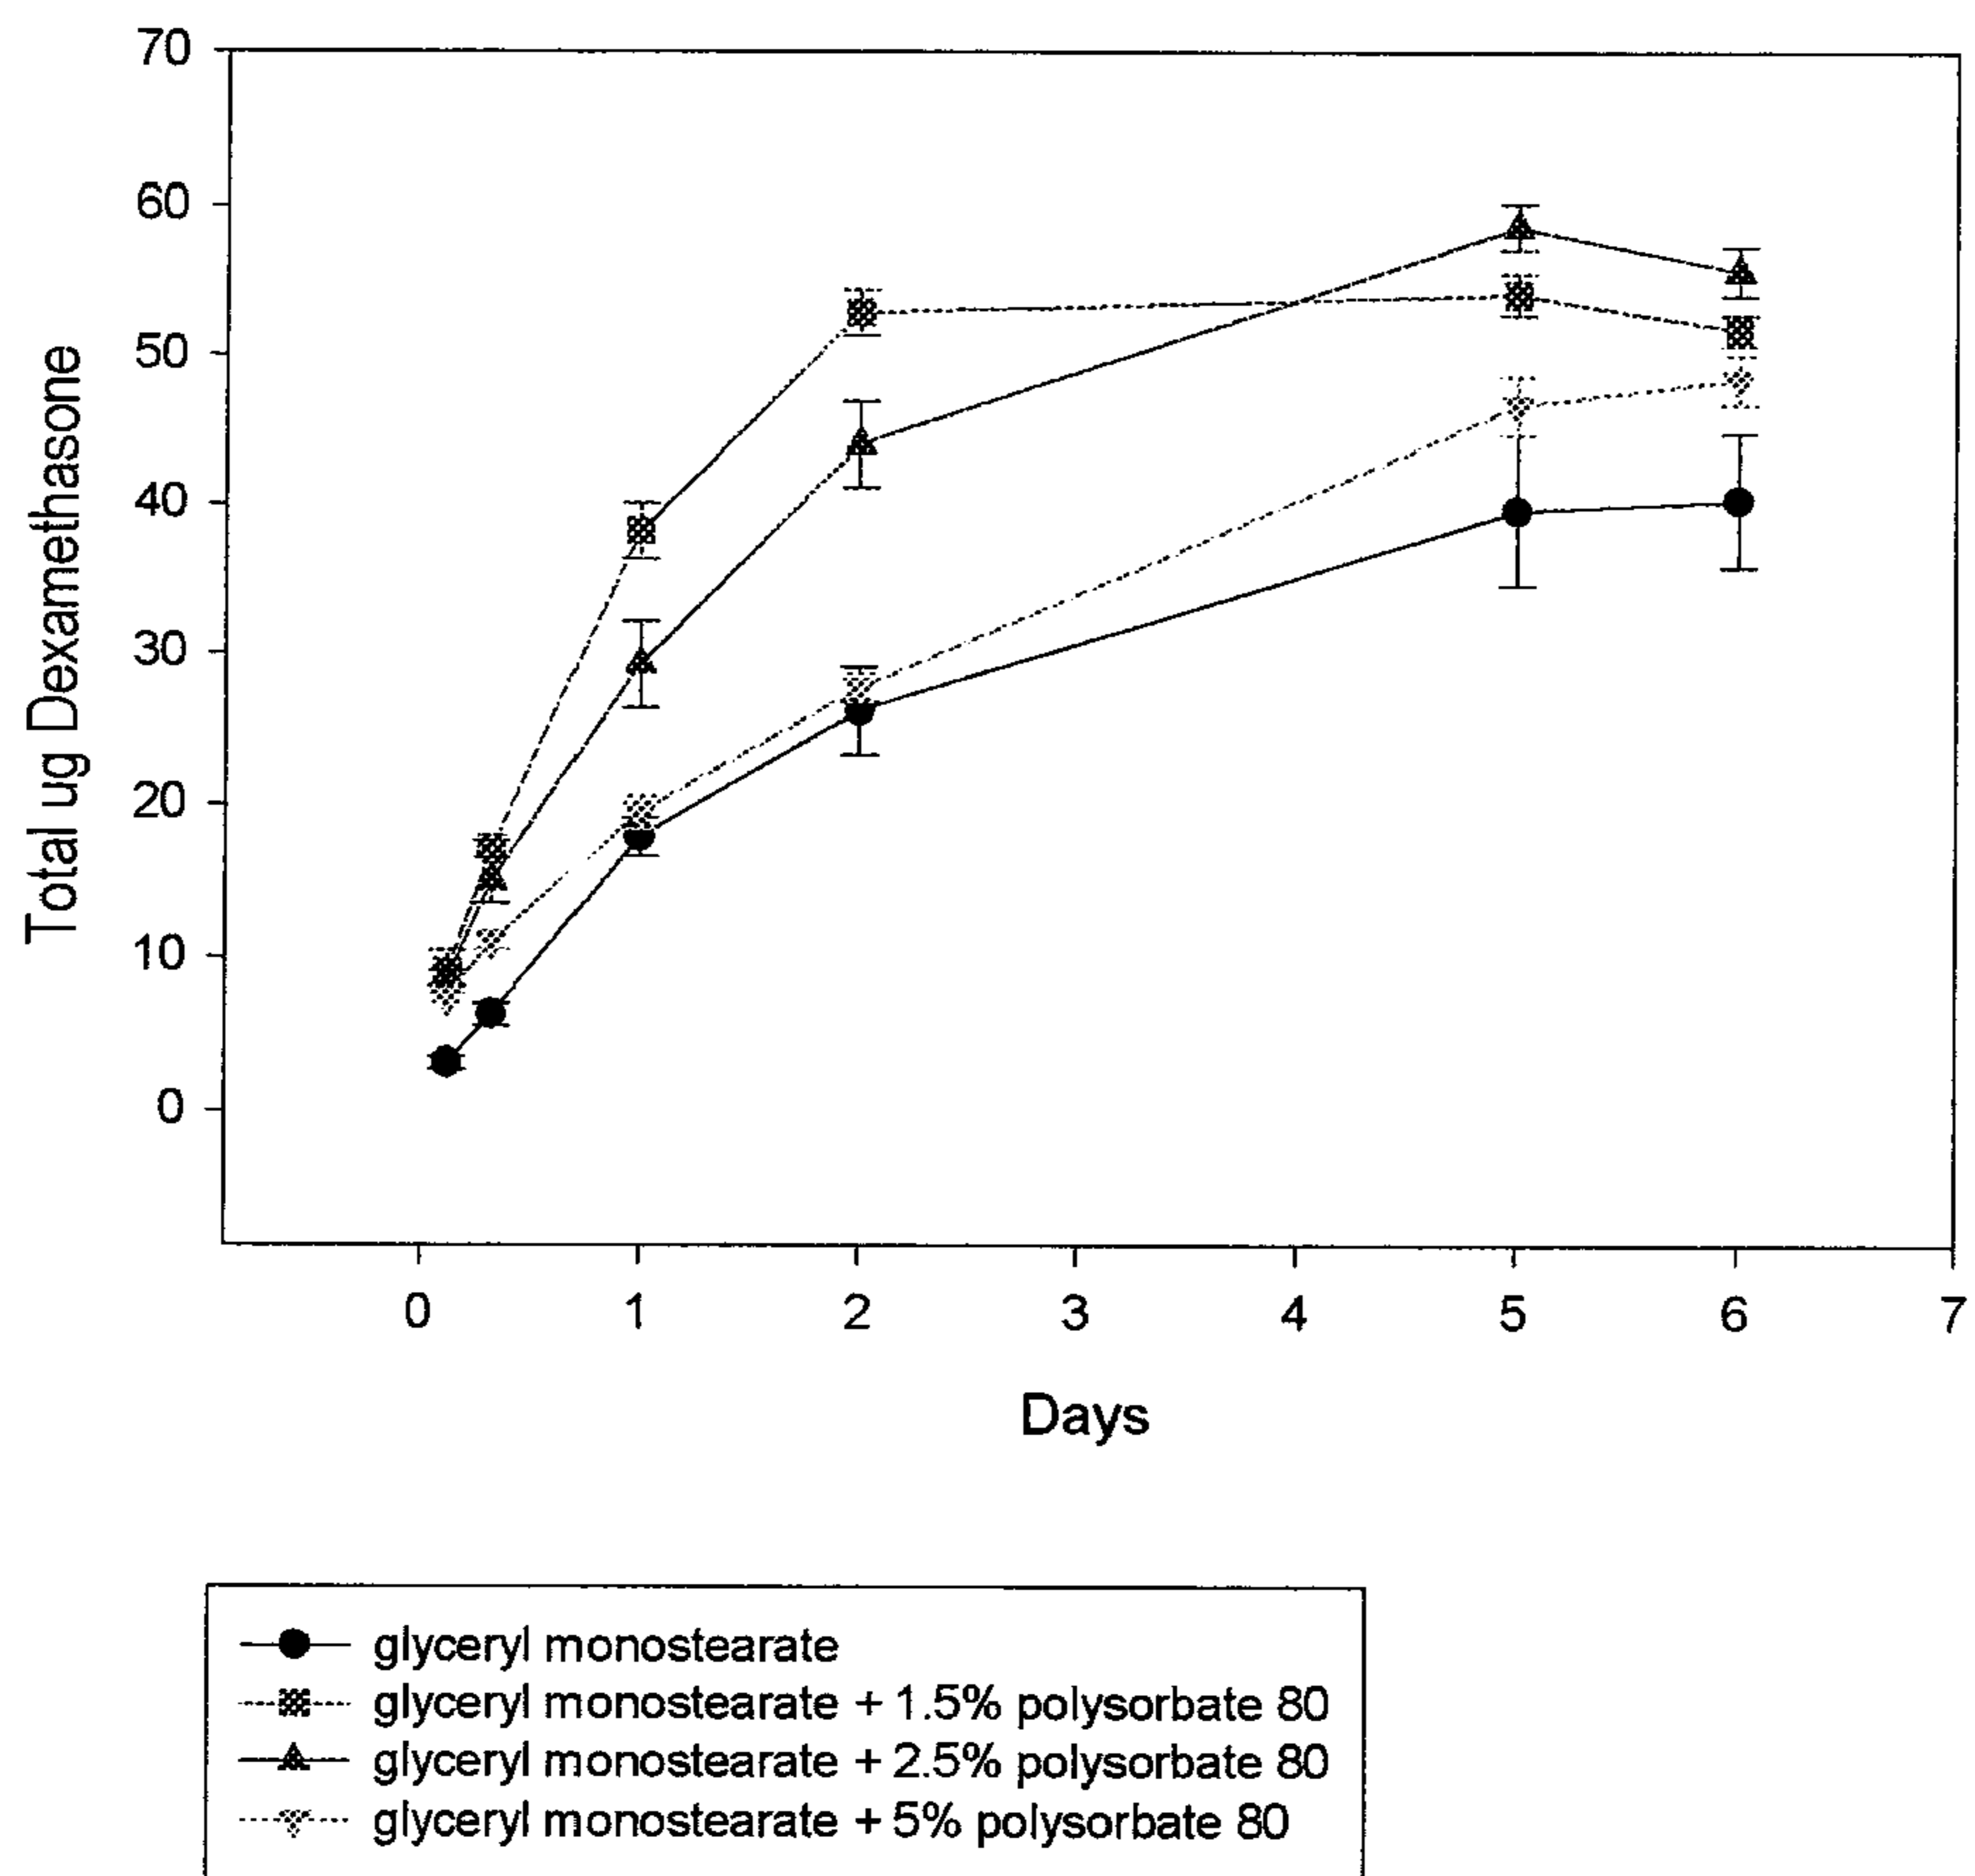 70
60
50
40
30
20
10
0
Total ug Dexamethasone
0 1 2 3 4 5 6 7
Days
glyceryl monostearate
glyceryl monostearate + 1.5% polysorbate 80
glyceryl monostearate + 2.5% polysorbate 80
glyceryl monostearate + 5% polysorbate 80